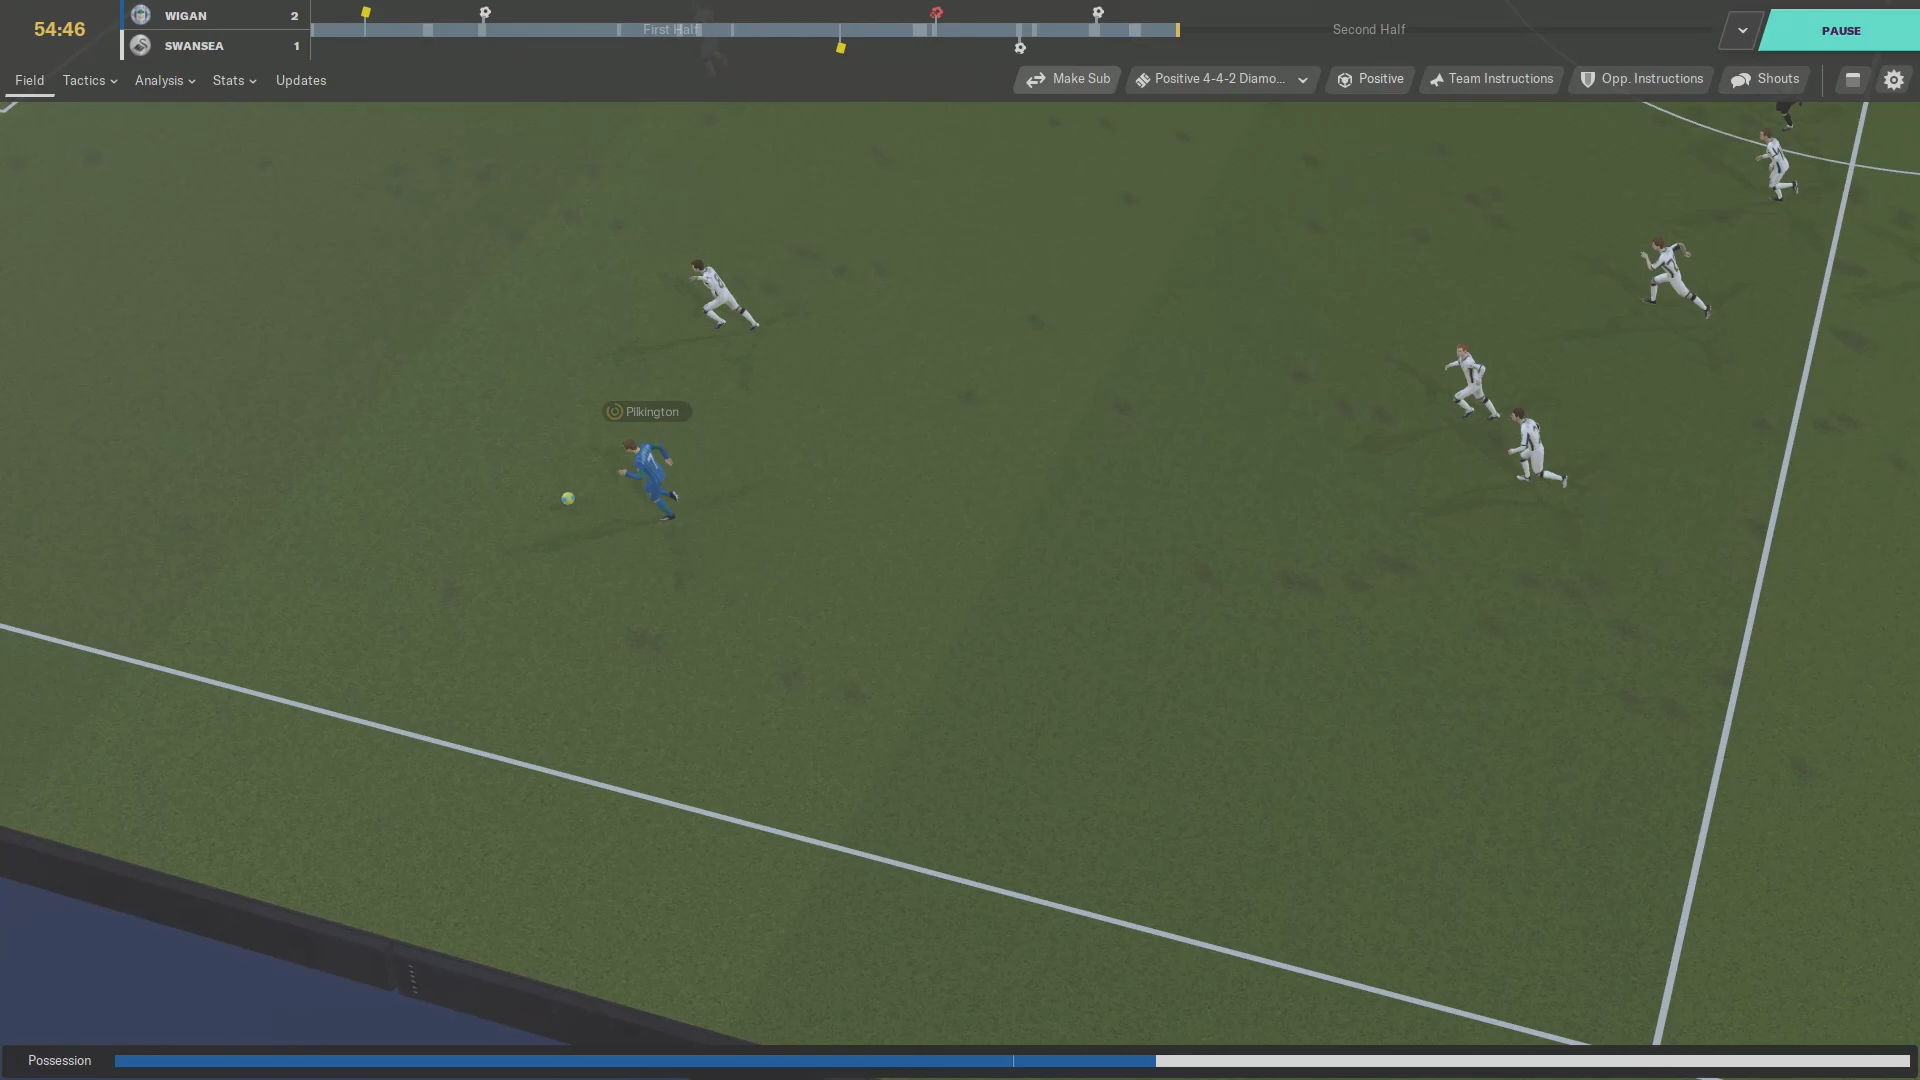 54:46
WIGAN 2
SWANSEA 1
First Half
Second Half
PAUSE
Field
Tactics
Analysis
Stats
Updates
Make Sub
Positive 4-4-2 Diamo...
Positive
Team Instructions
Opp. Instructions
Shouts
Pilkington
Possession